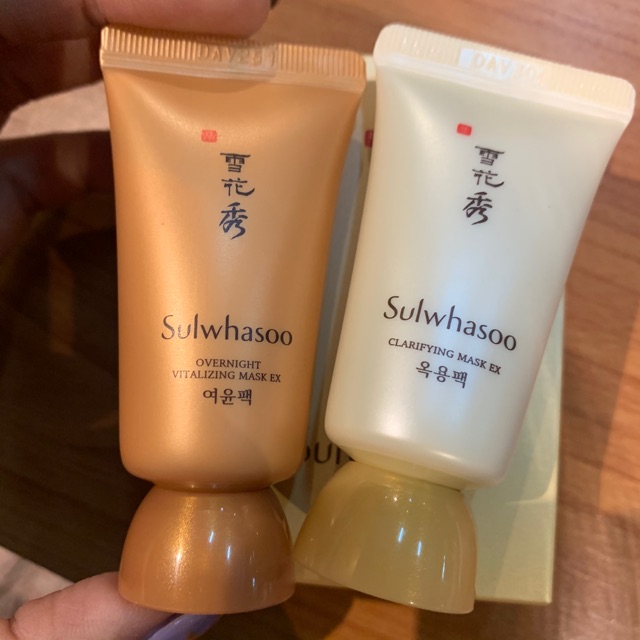 雪花秀
Sulwhasoo
OVERNIGHT
VITALIZING MASK EX
여윤팩
雪花秀
Sulwhasoo
CLARIFYING MASK EX
옥용팩